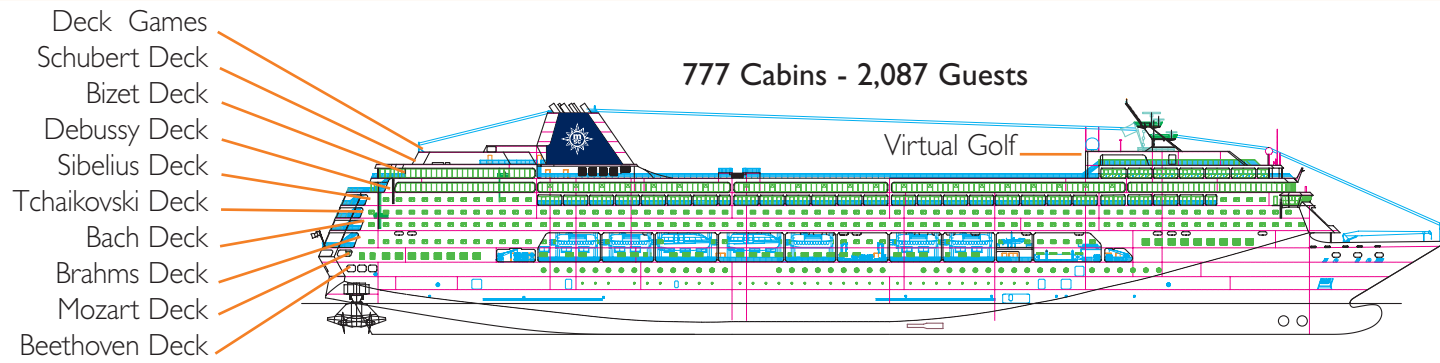 Deck Games
Schubert Deck
Bizet Deck
Debussy Deck
Sibelius Deck
Tchaikovski Deck
Bach Deck
Brahms Deck
Mozart Deck
Beethoven Deck
777 Cabins - 2,087 Guests
Virtual Golf